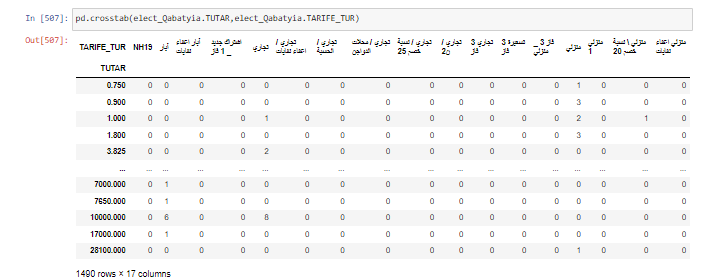 In [507]: pd.crosstab(elect_Qabatyia.TUTAR,elect_Qabatyia.TARIFE_TUR)
Out[507]:
TARIFE_TUR NH19 آبار آبار اعفاء نفايات اشتراك جديد _ 1 فاز تجاري تجاري / اعفاء نفايات تجاري / الحسبة تجاري / محلات الدواجن تجاري / نسبة خصم 25 تجاري / ن2 تجاري 3 فاز تسعيرة 3 فاز فاز 3 _ منزلي منزلي منزلي 1 منزلي \ نسبة خصم 20 منزلي اعفاء نفايات
TUTAR
0.750 0 0 0 0 0 0 0 0 0 0 0 0 0 1 0 0 0
0.900 0 0 0 0 0 0 0 0 0 0 0 0 0 3 0 0 0
1.000 0 0 0 0 1 0 0 0 0 0 0 0 0 2 0 1 0
1.800 0 0 0 0 0 0 0 0 0 0 0 0 0 3 0 0 0
3.825 0 0 0 0 2 0 0 0 0 0 0 0 0 0 0 0 0
... ... ... ... ... ... ... ... ... ... ... ... ... ... ... ... ... ...
7000.000 0 1 0 0 0 0 0 0 0 0 0 0 0 0 0 0 0
7650.000 0 1 0 0 0 0 0 0 0 0 0 0 0 0 0 0 0
10000.000 0 6 0 0 8 0 0 0 0 0 0 0 0 0 0 0 0
17000.000 0 1 0 0 0 0 0 0 0 0 0 0 0 0 0 0 0
28100.000 0 0 0 0 0 0 0 0 0 0 0 0 0 1 0 0 0
1490 rows × 17 columns